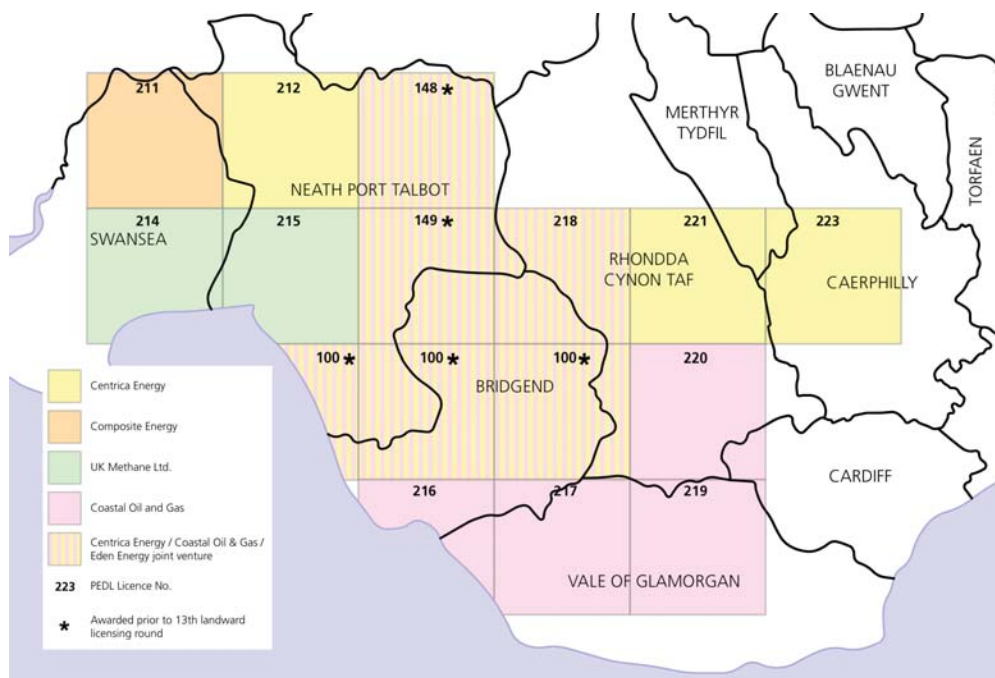 BLAENAU
GWENT
211
212
148 *
MERTHYR
TYDFIL
TORFAEN
NEATH PORT TALBOT
214
215
149 *
218
221
223
SWANSEA
RHONDDA
CYNON TAF
CAERPHILLY
100 *
100 *
100 *
220
BRIDGEND
CARDIFF
216
217
219
VALE OF GLAMORGAN
Centrica Energy
Composite Energy
UK Methane Ltd.
Coastal Oil and Gas
Centrica Energy / Coastal Oil & Gas /
Eden Energy joint venture
223 PEDL Licence No.
* Awarded prior to 13th landward
licensing round